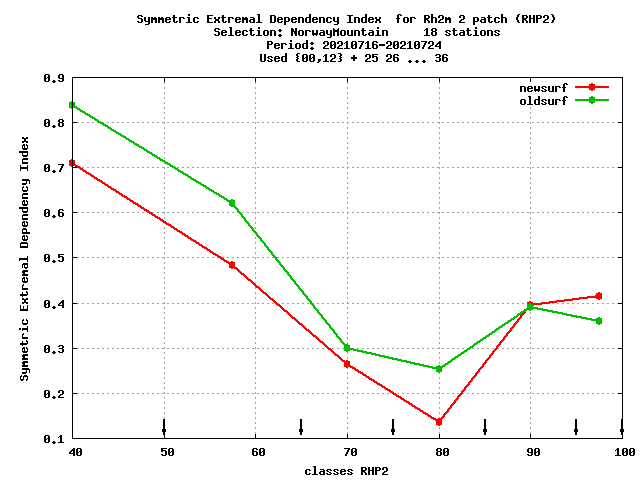 Symmetric Extremal Dependency Index  for Rh2m 2 patch (RHP2)
Selection: NorwayMountain     18 stations
Period: 20210716-20210724
Used {00,12} + 25 26 ... 36
newsurf
oldsurf
Symmetric Extremal Dependency Index
0.9
0.8
0.7
0.6
0.5
0.4
0.3
0.2
0.1
40 50 60 70 80 90 100
classes RHP2